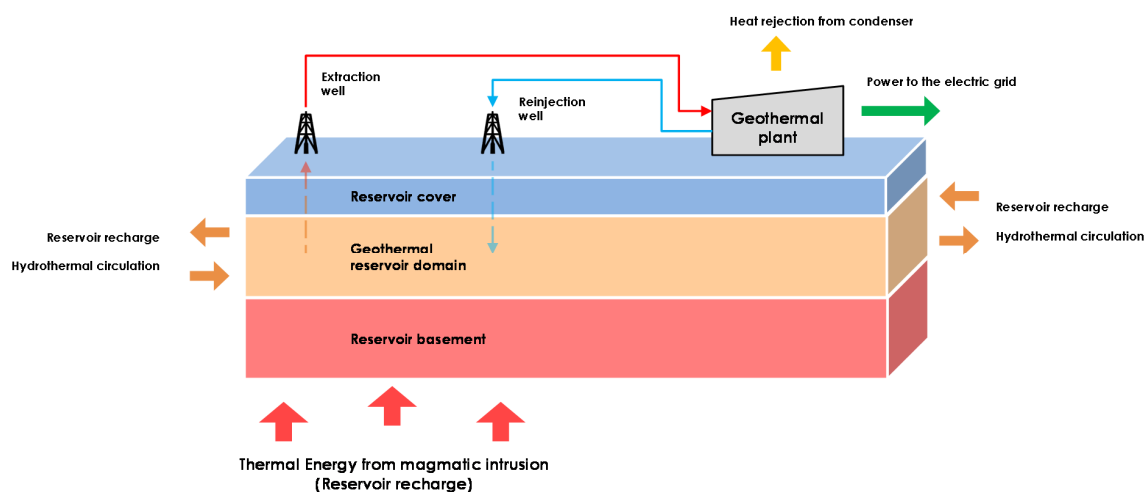 Heat rejection from condenser
Extraction
well
Power to the electric grid
Reinjection
well
Geothermal
plant
Reservoir cover
Reservoir recharge
Hydrothermal circulation
Reservoir recharge
Hydrothermal circulation
Geothermal
reservoir domain
Reservoir basement
Thermal Energy from magmatic intrusion
(Reservoir recharge)